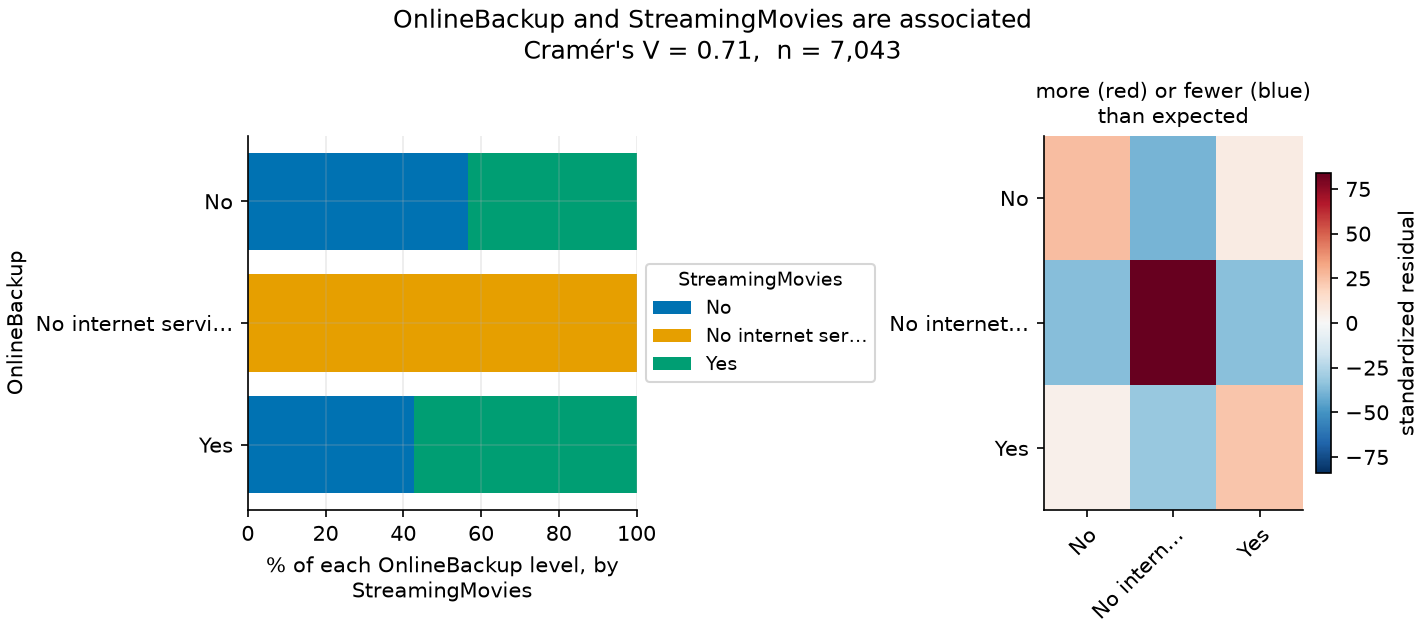 OnlineBackup and StreamingMovies are associated
Cramér's V = 0.71,  n = 7,043
OnlineBackup
No
No internet servi...
Yes
0 20 40 60 80 100
% of each OnlineBackup level, by
StreamingMovies
StreamingMovies
No
No internet ser...
Yes
more (red) or fewer (blue)
than expected
No
No internet...
Yes
No
No intern...
Yes
75
50
25
0
−25
−50
−75
standardized residual